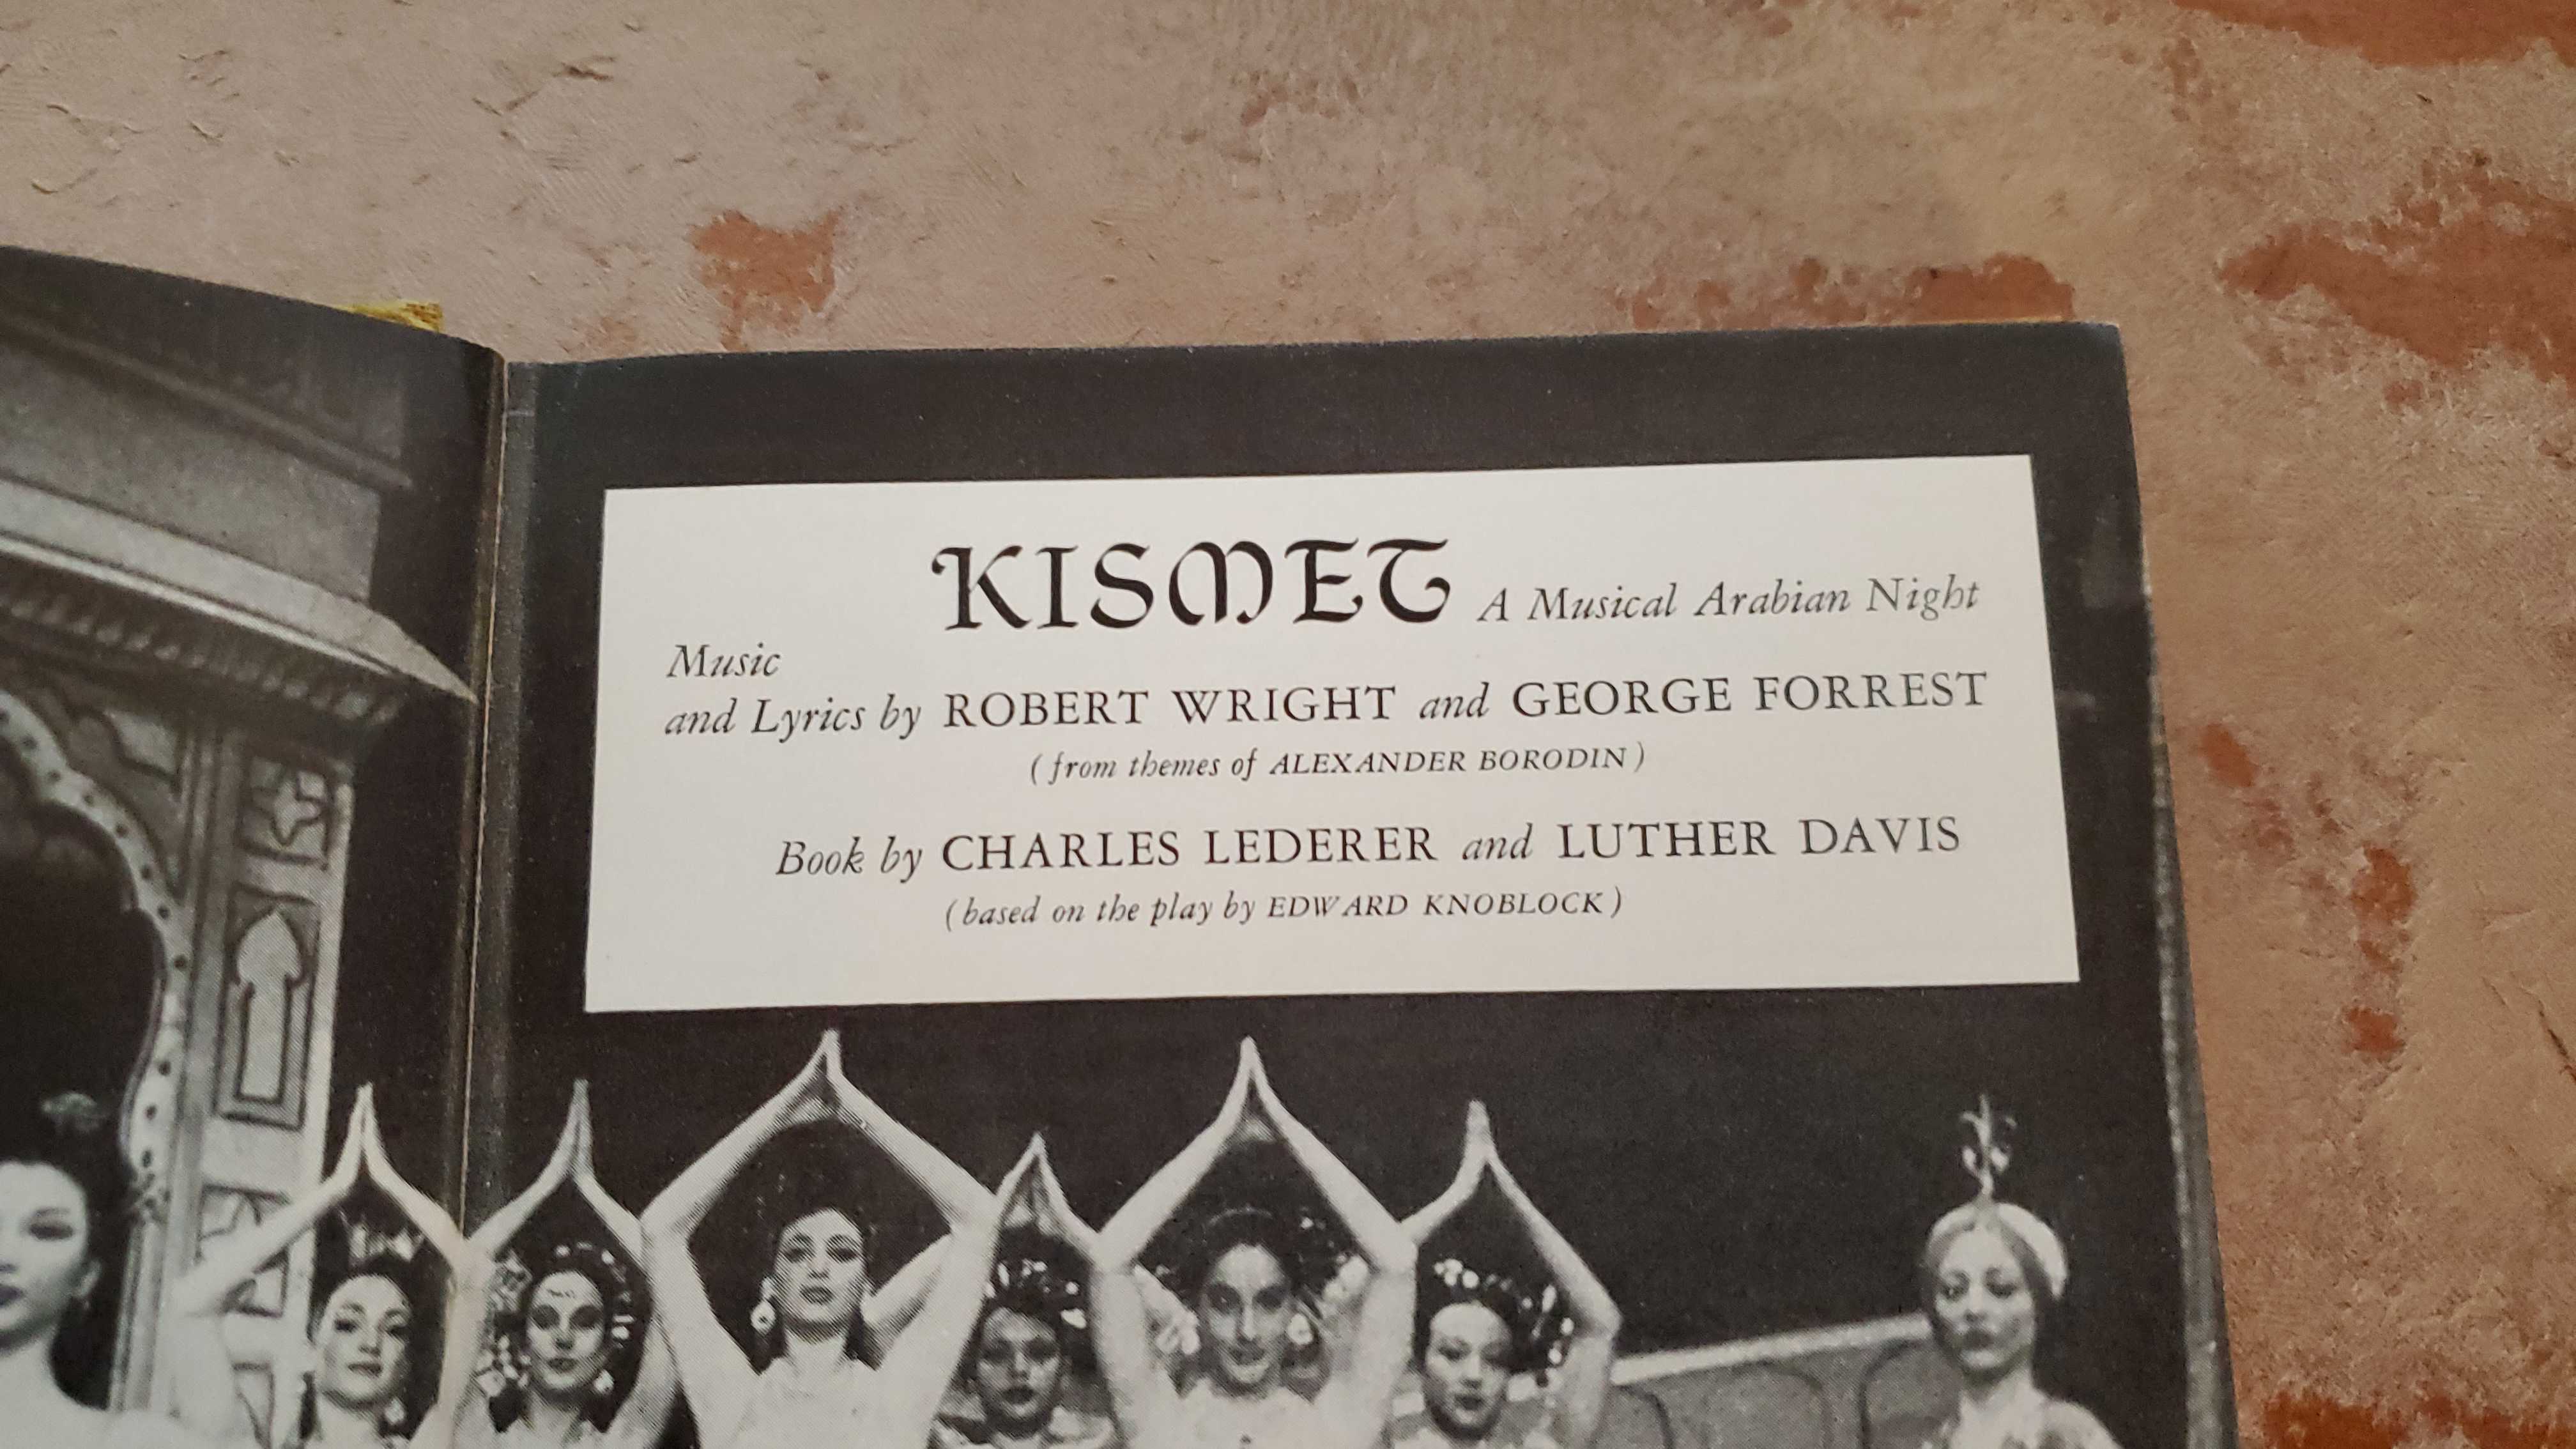 KISMET A Musical Arabian Night
Music
and Lyrics by ROBERT WRIGHT and GEORGE FORREST
(from themes of ALEXANDER BORODIN)
Book by CHARLES LEDERER and LUTHER DAVIS
(based on the play by EDWARD KNOBLOCK)